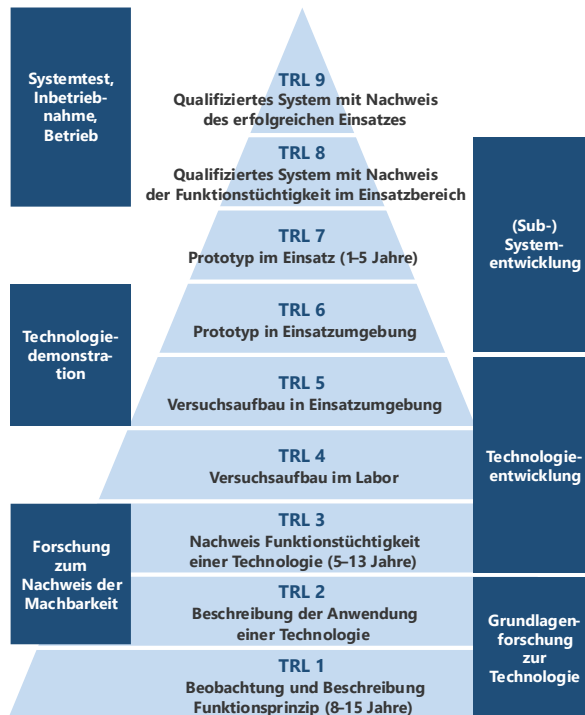 Systemtest,
Inbetrieb-
nahme,
Betrieb
TRL 9
Qualifiziertes System mit Nachweis
des erfolgreichen Einsatzes
TRL 8
Qualifiziertes System mit Nachweis
der Funktionstüchtigkeit im Einsatzbereich
(Sub-)
System-
entwicklung
TRL 7
Prototyp im Einsatz (1–5 Jahre)
Technologie-
demonstra-
tion
TRL 6
Prototyp in Einsatzumgebung
TRL 5
Versuchsaufbau in Einsatzumgebung
Technologie-
entwicklung
TRL 4
Versuchsaufbau im Labor
Forschung
zum
Nachweis der
Machbarkeit
TRL 3
Nachweis Funktionstüchtigkeit
einer Technologie (5–13 Jahre)
TRL 2
Beschreibung der Anwendung
einer Technologie
Grundlagen-
forschung
zur
Technologie
TRL 1
Beobachtung und Beschreibung
Funktionsprinzip (8–15 Jahre)